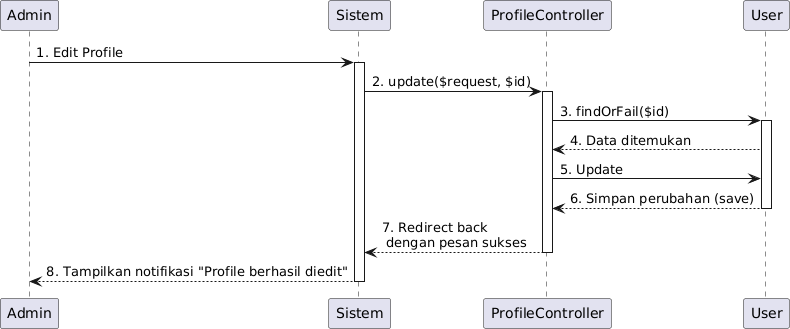 Admin
Sistem
ProfileController
User
1. Edit Profile
2. update($request, $id)
3. findOrFail($id)
4. Data ditemukan
5. Update
6. Simpan perubahan (save)
7. Redirect back
dengan pesan sukses
8. Tampilkan notifikasi "Profile berhasil diedit"
Admin
Sistem
ProfileController
User